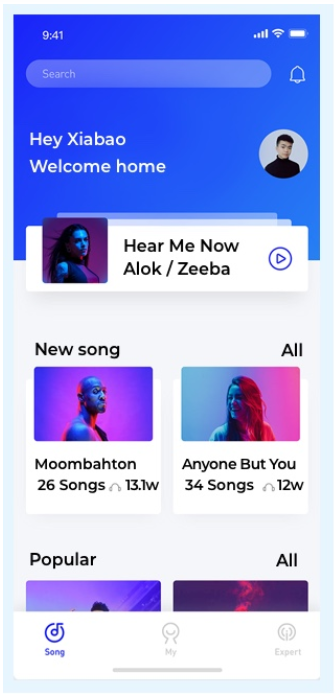 9:41
Search
Hey Xiabao
Welcome home
Hear Me Now
Alok / Zeeba
New song All
Moombahton Anyone But You
26 Songs 13.1w 34 Songs 12w
Popular All
Song My Expert